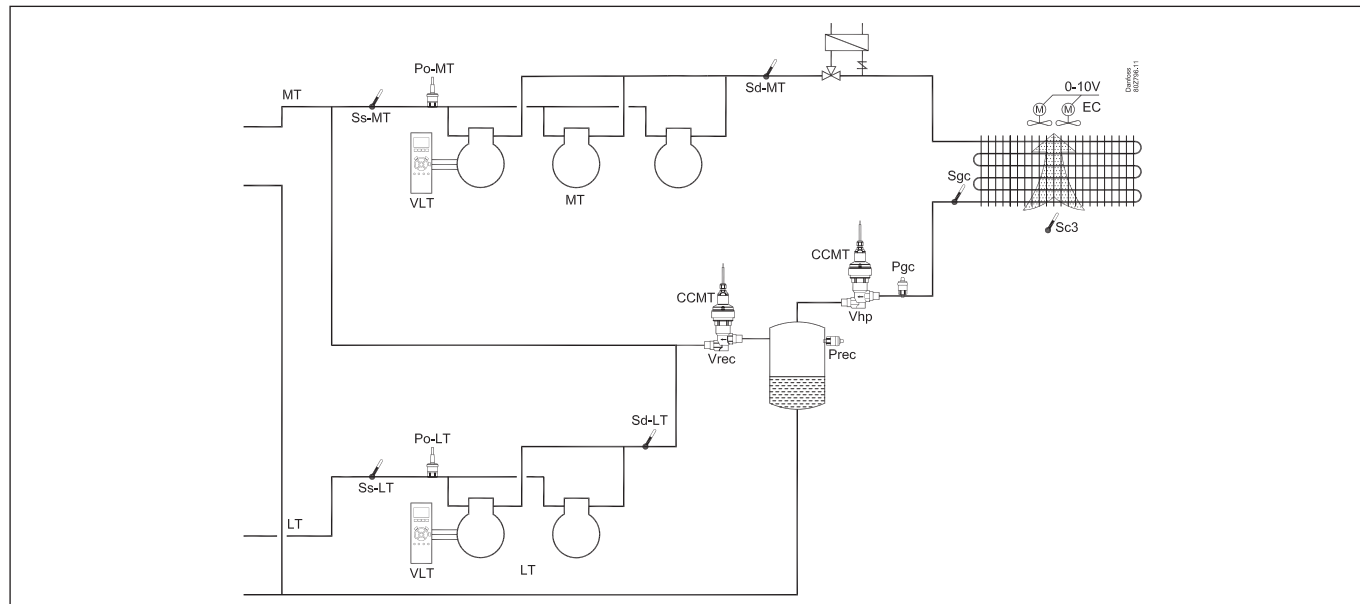 Po-MT
MT
Ss-MT
VLT
MT
Sd-MT
0-10V
M
M
EC
Danfoss
80Z796.11
Sgc
Sc3
CCMT
Pgc
Vhp
CCMT
Vrec
Prec
Sd-LT
Po-LT
Ss-LT
LT
VLT
LT